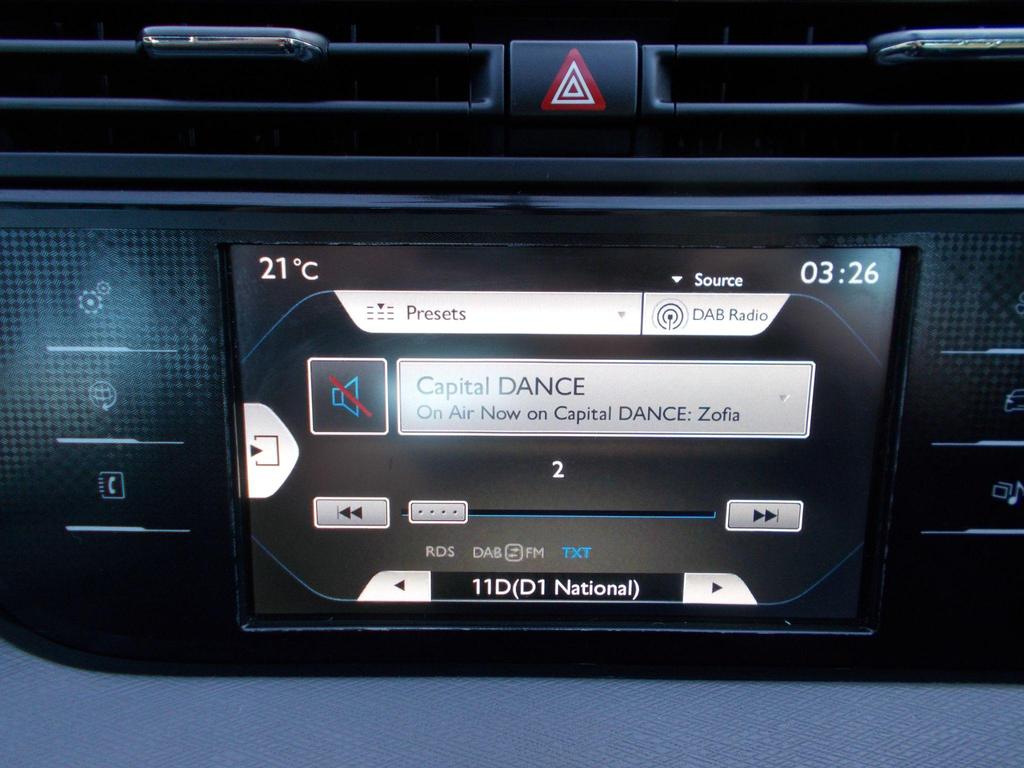 21°C
Source
03:26
Presets
DAB Radio
Capital DANCE
On Air Now on Capital DANCE: Zofia
2
RDS DAB FM TXT
11D(D1 National)